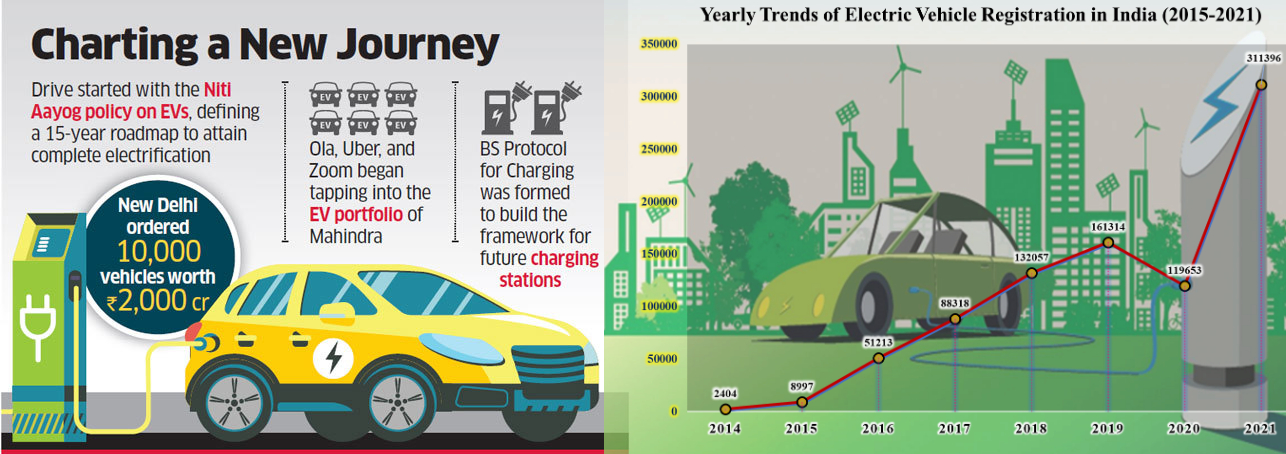 Charting a New Journey
Drive started with the Niti
Aayog policy on EVs, defining
a 15-year roadmap to attain
complete electrification
New Delhi
ordered
10,000
vehicles worth
₹2,000 cr
EV EV EV
EV EV EV
Ola, Uber, and
Zoom began
tapping into the
EV portfolio of
Mahindra
BS Protocol
for Charging
was formed
to build the
framework for
future charging
stations
Yearly Trends of Electric Vehicle Registration in India (2015-2021)
350000
300000
250000
200000
150000
100000
50000
0
2404
8997
51213
88318
132057
161314
119653
311396
2014 2015 2016 2017 2018 2019 2020 2021